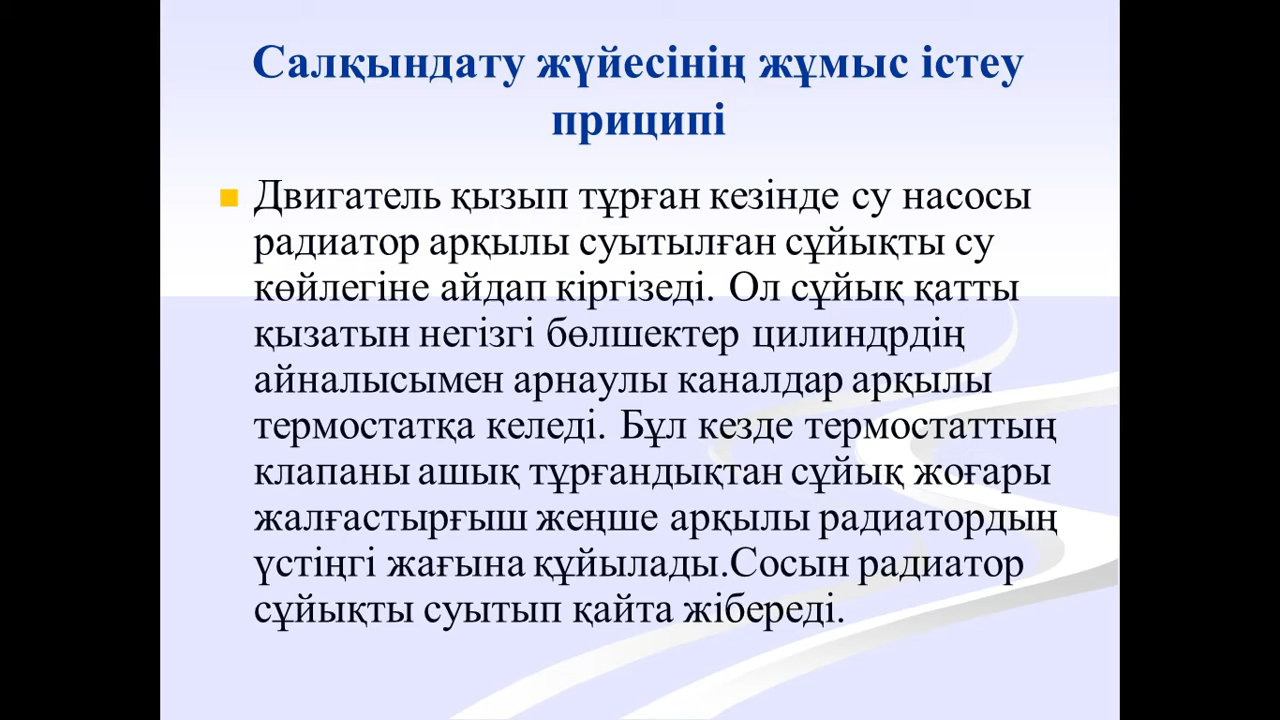 Салқындату жүйесінің жұмыс істеу
приципі
Двигатель қызып тұрған кезінде су насосы
радиатор арқылы суытылған сұйықты су
көйлегіне айдап кіргізеді. Ол сұйық қатты
қызатын негізгі бөлшектер цилиндрдің
айналысымен арнаулы каналдар арқылы
термостатқа келеді. Бұл кезде термостаттың
клапаны ашық тұрғандықтан сұйық жоғары
жалғастырғыш жеңше арқылы радиатордың
үстіңгі жағына құйылады.Сосын радиатор
сұйықты суытып қайта жібереді.